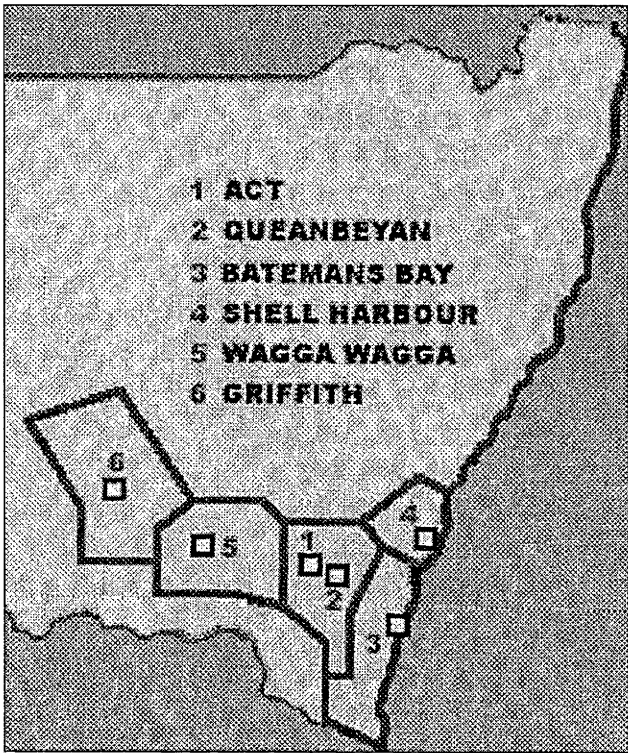 1 ACT
2 QUEANBEYAN
3 BATEMANS BAY
4 SHELL HARBOUR
5 WAGGA WAGGA
6 GRIFFITH
6
4
5
1
2
3